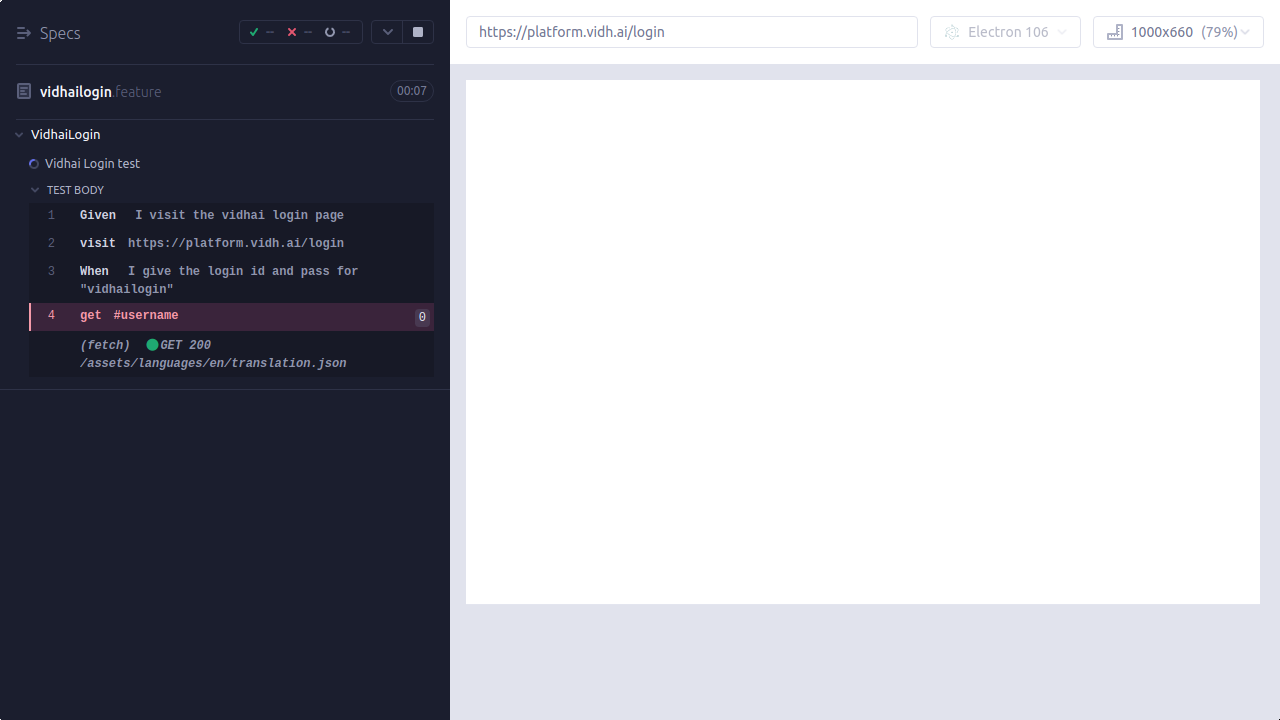 Specs
-- -- --
vidhailogin.feature
00:07
VidhaiLogin
Vidhai Login test
TEST BODY
1 Given I visit the vidhai login page
2 visit https://platform.vidh.ai/login
3 When I give the login id and pass for
"vidhailogin"
4 get #username 0
(fetch) GET 200
/assets/languages/en/translation.json
https://platform.vidh.ai/login
Electron 106
1000x660 (79%)